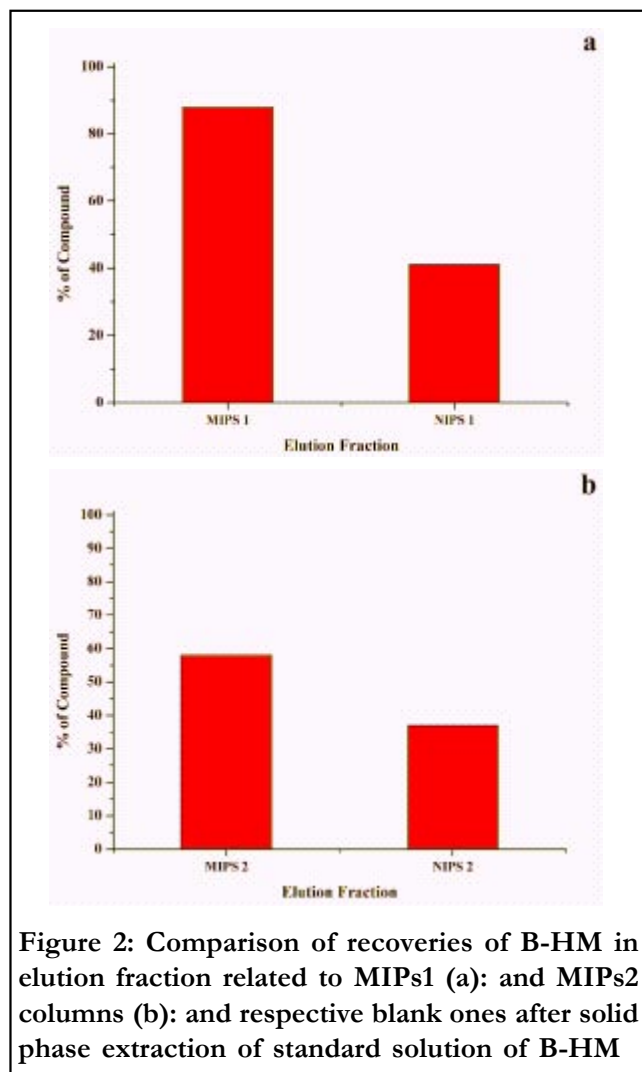 a
100
80
60
40
20
0
% of Compound
MIPS 1
NIPS 1
Elution Fraction
b
100
90
80
70
60
50
40
30
20
10
0
% of Compound
MIPS 2
NIPS 2
Elution Fraction
Figure 2: Comparison of recoveries of B-HM in
elution fraction related to MIPs1 (a): and MIPs2
columns (b): and respective blank ones after solid
phase extraction of standard solution of B-HM